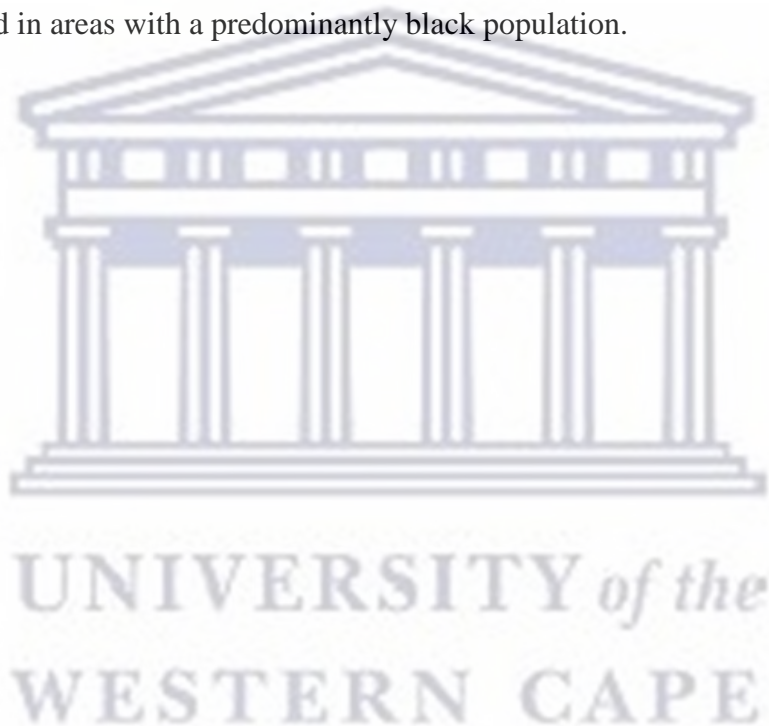 d in areas with a predominantly black population.
UNIVERSITY of the
WESTERN CAPE